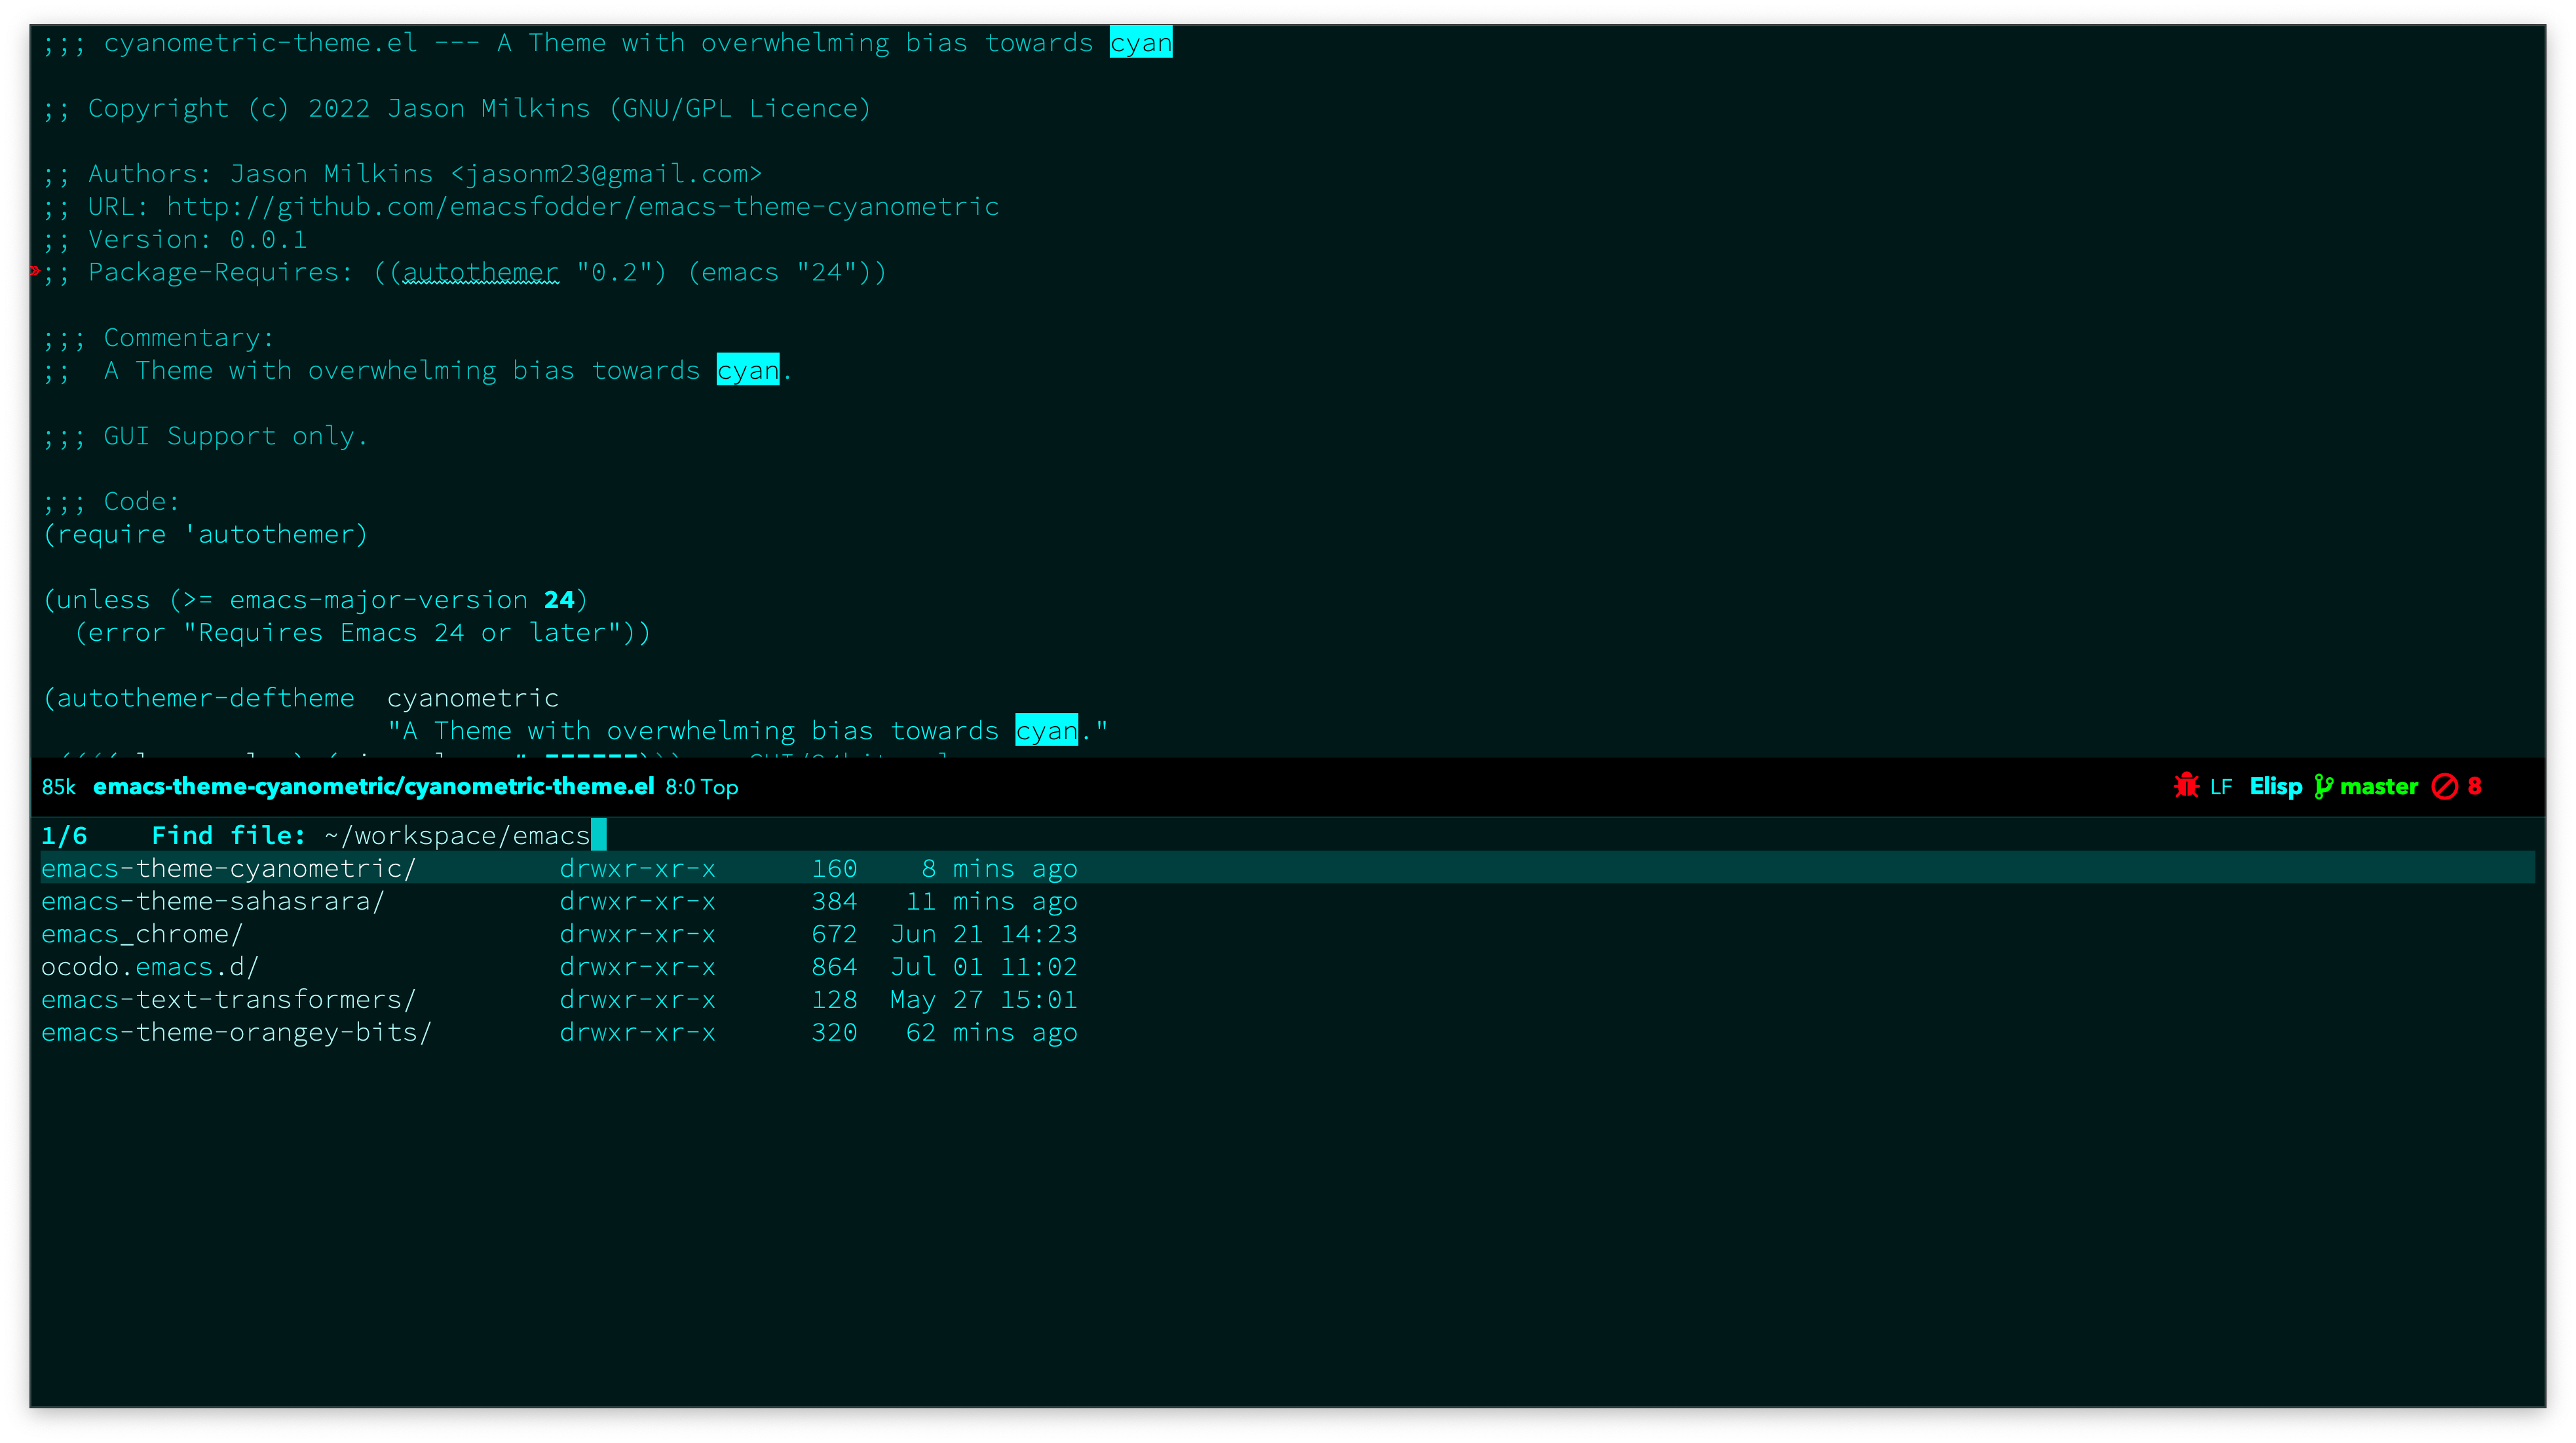 ;;; cyanometric-theme.el --- A Theme with overwhelming bias towards cyan
;; Copyright (c) 2022 Jason Milkins (GNU/GPL Licence)
;; Authors: Jason Milkins <jasonm23@gmail.com>
;; URL: http://github.com/emacsfodder/emacs-theme-cyanometric
;; Version: 0.0.1
;; Package-Requires: ((autothemer "0.2") (emacs "24"))
;;; Commentary:
;;  A Theme with overwhelming bias towards cyan.
;;; GUI Support only.
;;; Code:
(require 'autothemer)
(unless (>= emacs-major-version 24)
  (error "Requires Emacs 24 or later"))
(autothemer-deftheme  cyanometric
                      "A Theme with overwhelming bias towards cyan."
85k emacs-theme-cyanometric/cyanometric-theme.el 8:0 Top LF Elisp master 8
1/6    Find file: ~/workspace/emacs
emacs-theme-cyanometric/         drwxr-xr-x      160    8 mins ago
emacs-theme-sahasrara/           drwxr-xr-x      384   11 mins ago
emacs_chrome/                    drwxr-xr-x      672  Jun 21 14:23
ocodo.emacs.d/                   drwxr-xr-x      864  Jul 01 11:02
emacs-text-transformers/         drwxr-xr-x      128  May 27 15:01
emacs-theme-orangey-bits/        drwxr-xr-x      320   62 mins ago